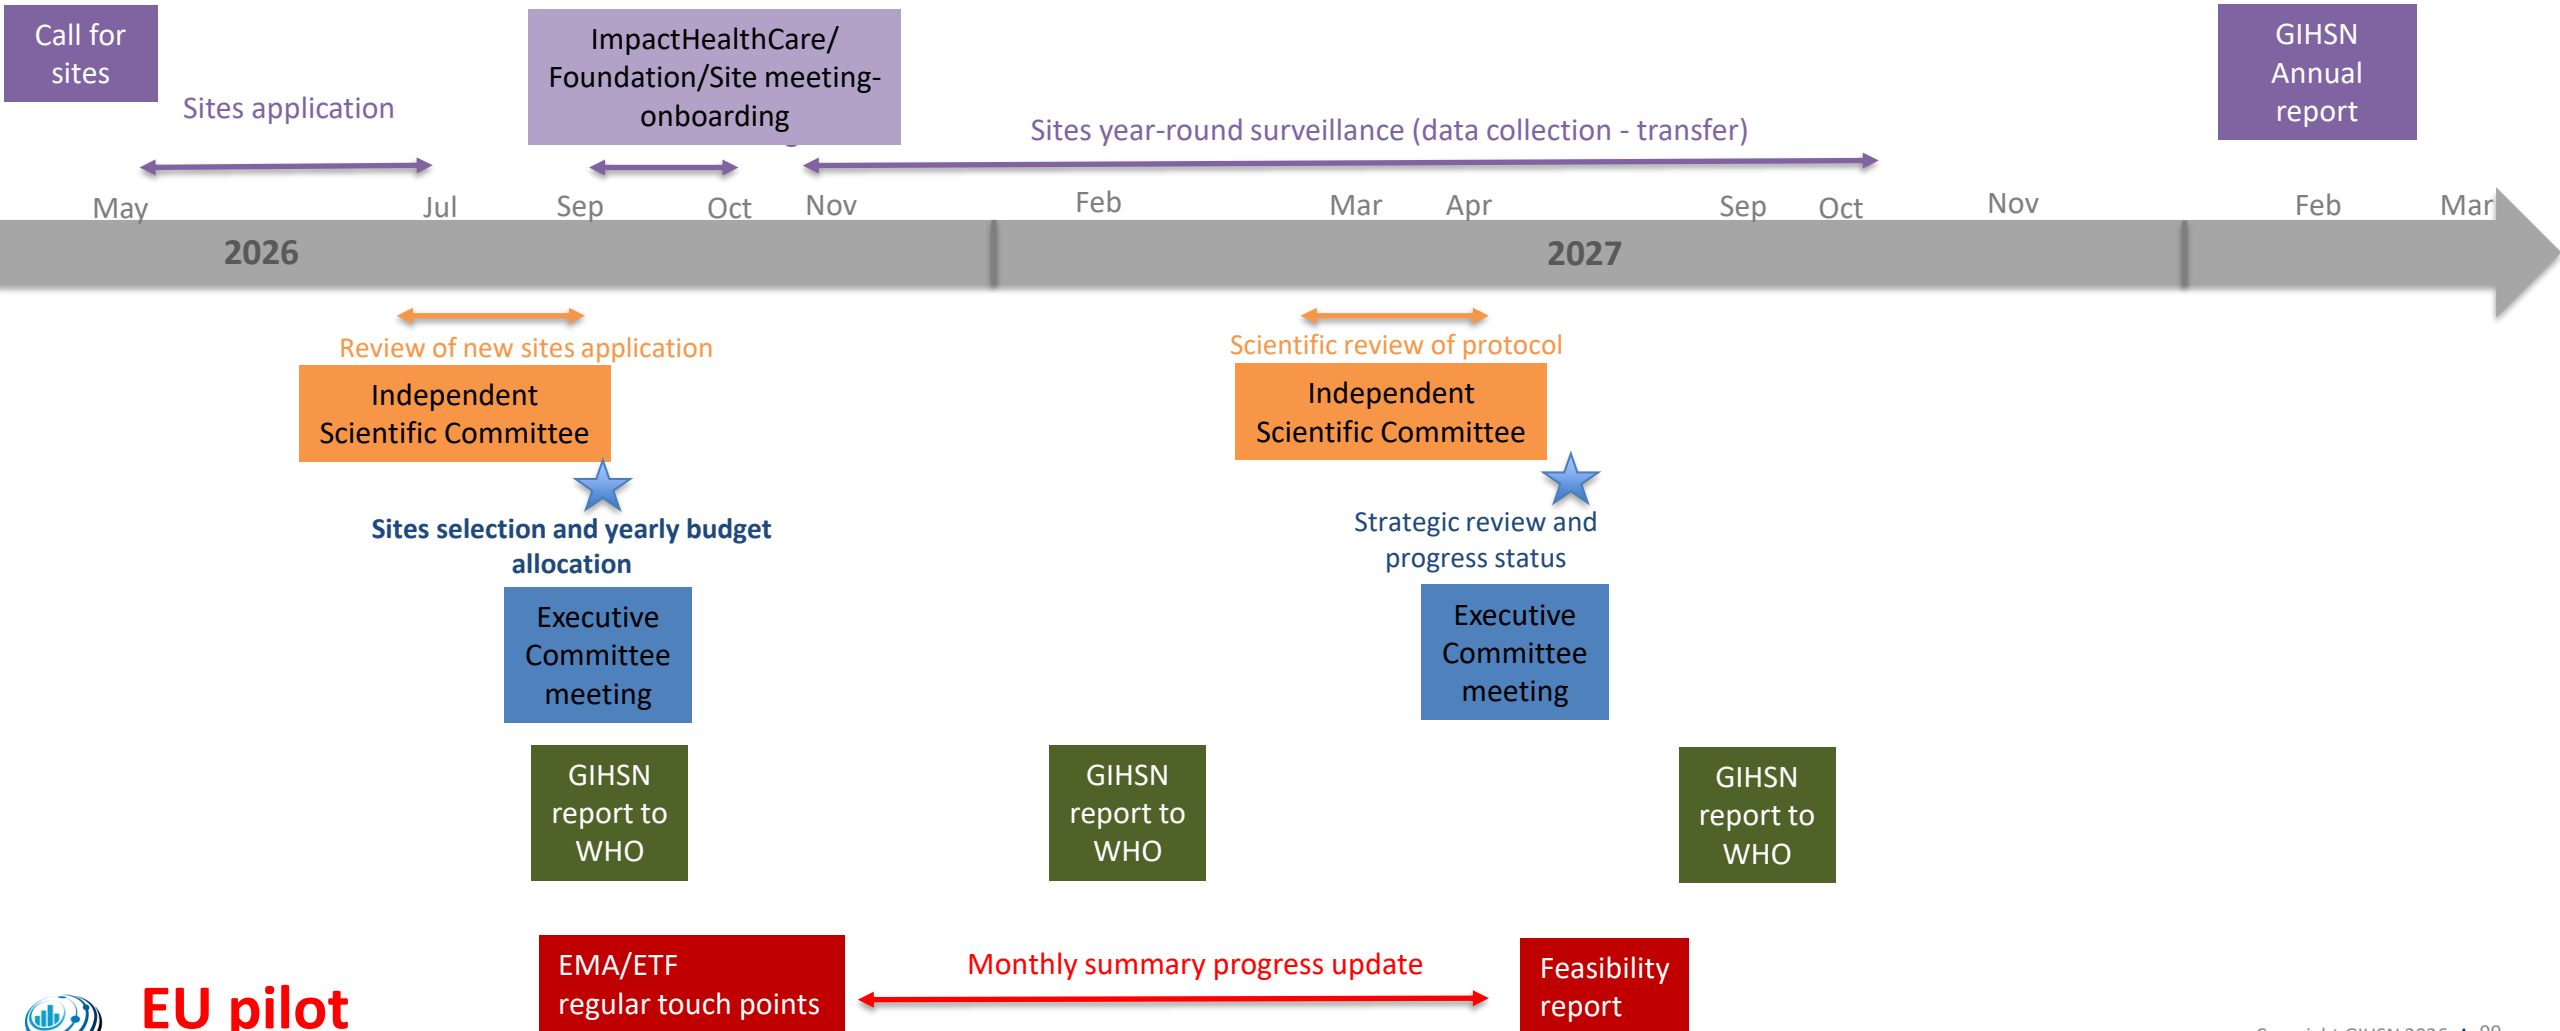 Call for
sites
ImpactHealthCare/
Foundation/Site meeting-
onboarding
GIHSN
Annual
report
Sites application
Sites year-round surveillance (data collection - transfer)
May
Jul
Sep
Oct
Nov
Feb
Mar
Apr
Sep
Oct
Nov
Feb
Mar
2026
2027
Review of new sites application
Scientific review of protocol
Independent
Scientific Committee
Independent
Scientific Committee
Sites selection and yearly budget
allocation
Strategic review and
progress status
Executive
Committee
meeting
Executive
Committee
meeting
GIHSN
report to
WHO
GIHSN
report to
WHO
GIHSN
report to
WHO
EU pilot
EMA/ETF
regular touch points
Monthly summary progress update
Feasibility
report
Copyright GIHSN 2026